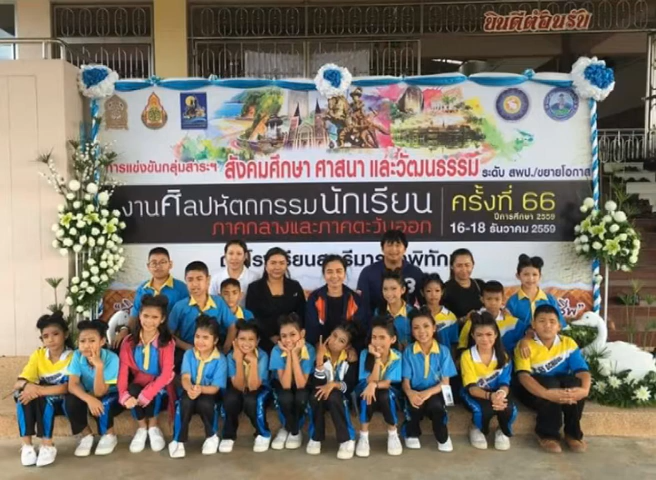 ยินดีต้อนรับ
การแข่งขันกลุ่มสาระฯ สังคมศึกษา ศาสนา และวัฒนธรรม ระดับ สพป./ขยายโอกาส
งานศิลปหัตถกรรมนักเรียน
ภาคกลางและภาคตะวันออก
ครั้งที่ 66
ปีการศึกษา 2559
16-18 ธันวาคม 2559